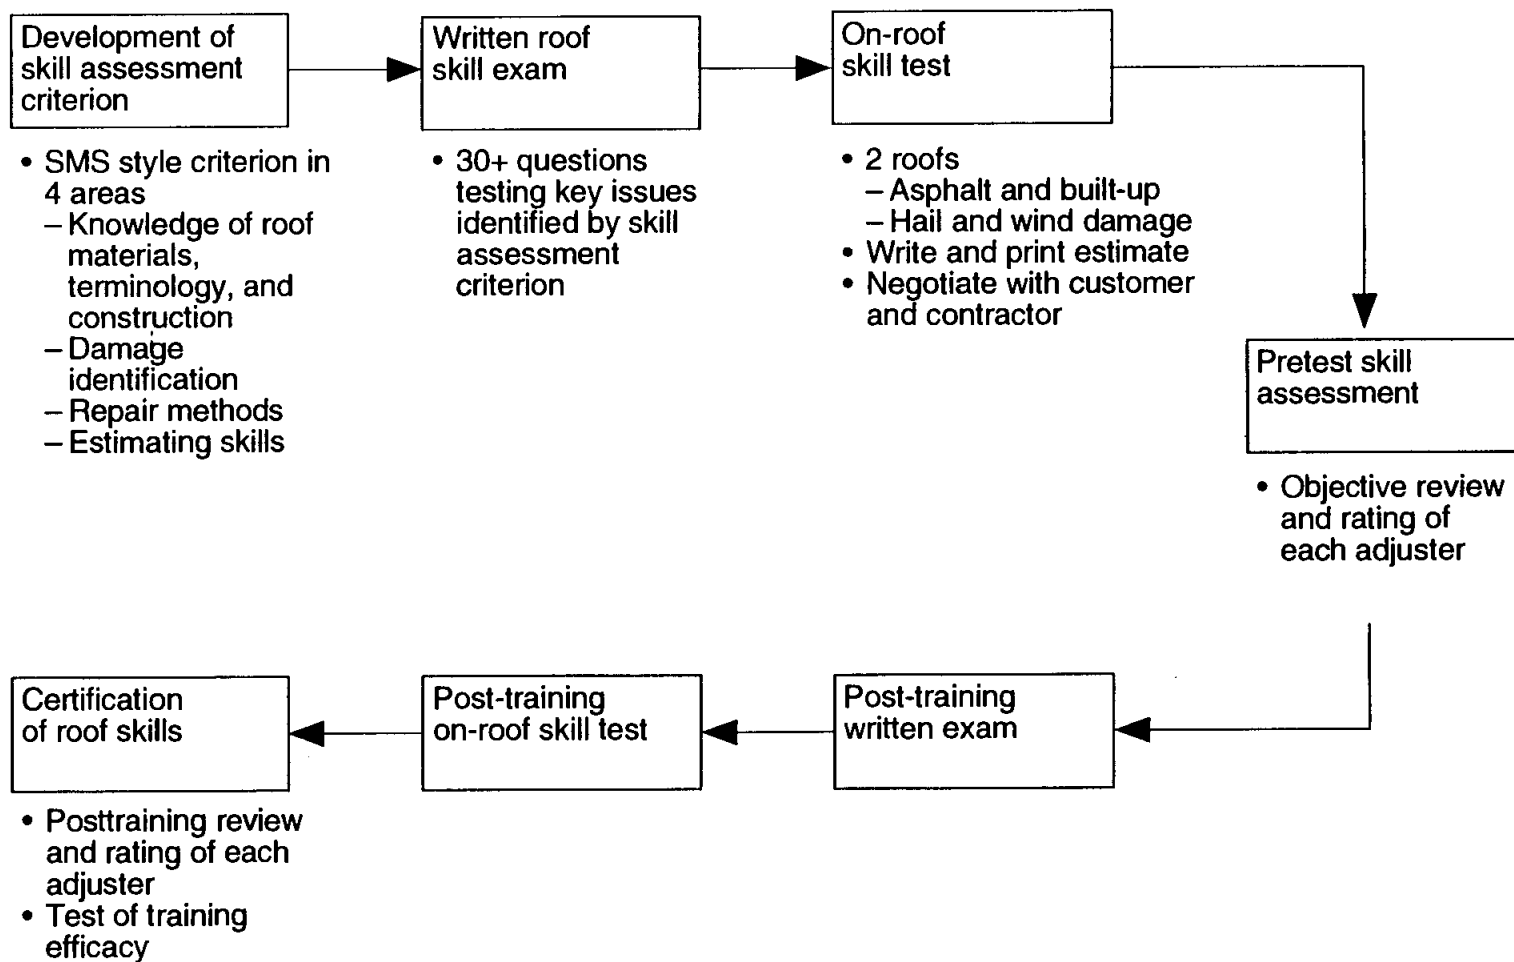 Development of
skill assessment
criterion
• SMS style criterion in
4 areas
– Knowledge of roof
materials,
terminology, and
construction
– Damage
identification
– Repair methods
– Estimating skills
Written roof
skill exam
• 30+ questions
testing key issues
identified by skill
assessment
criterion
On-roof
skill test
• 2 roofs
– Asphalt and built-up
– Hail and wind damage
• Write and print estimate
• Negotiate with customer
and contractor
Pretest skill
assessment
• Objective review
and rating of
each adjuster
Post-training
written exam
Post-training
on-roof skill test
Certification
of roof skills
• Posttraining review
and rating of each
adjuster
• Test of training
efficacy